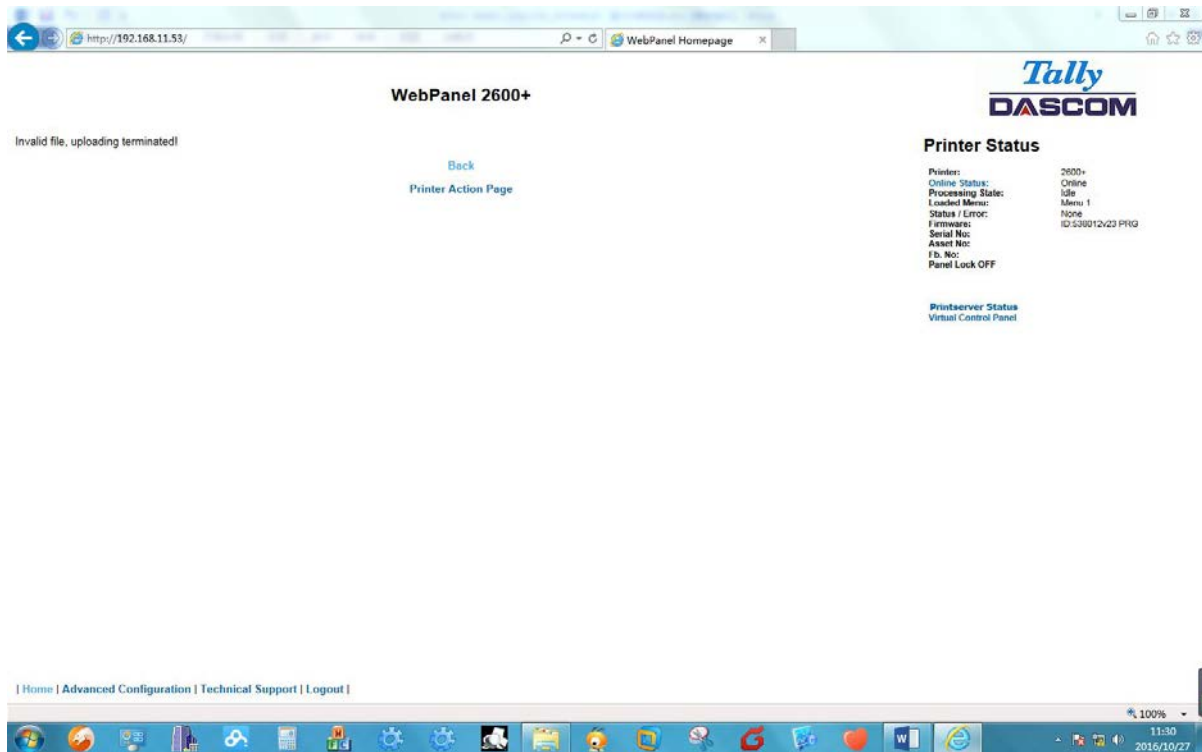 http://192.168.11.53/
WebPanel Homepage
WebPanel 2600+
Tally
DASCOM
Invalid file, uploading terminated!
Back
Printer Action Page
Printer Status
Printer: 2600+
Online Status: Online
Processing State: Idle
Loaded Menu: Menu 1
Status / Error: None
Firmware: ID:538012v23 PRG
Serial No:
Asset No:
Fb. No:
Panel Lock OFF
Printserver Status
Virtual Control Panel
| Home | Advanced Configuration | Technical Support | Logout |
100%
11:30
2016/10/27